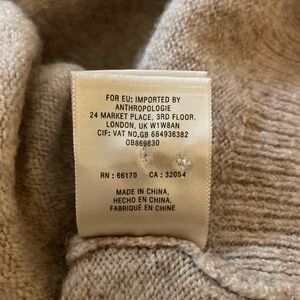 FOR EU: IMPORTED BY
ANTHROPOLOGIE
24 MARKET PLACE, 3RD FLOOR,
LONDON, UK W1W8AN
CIF: VAT NO.GB 684936382
OB869830
RN : 66170 CA : 32054
MADE IN CHINA,
HECHO EN CHINA,
FABRIQUÉ EN CHINE